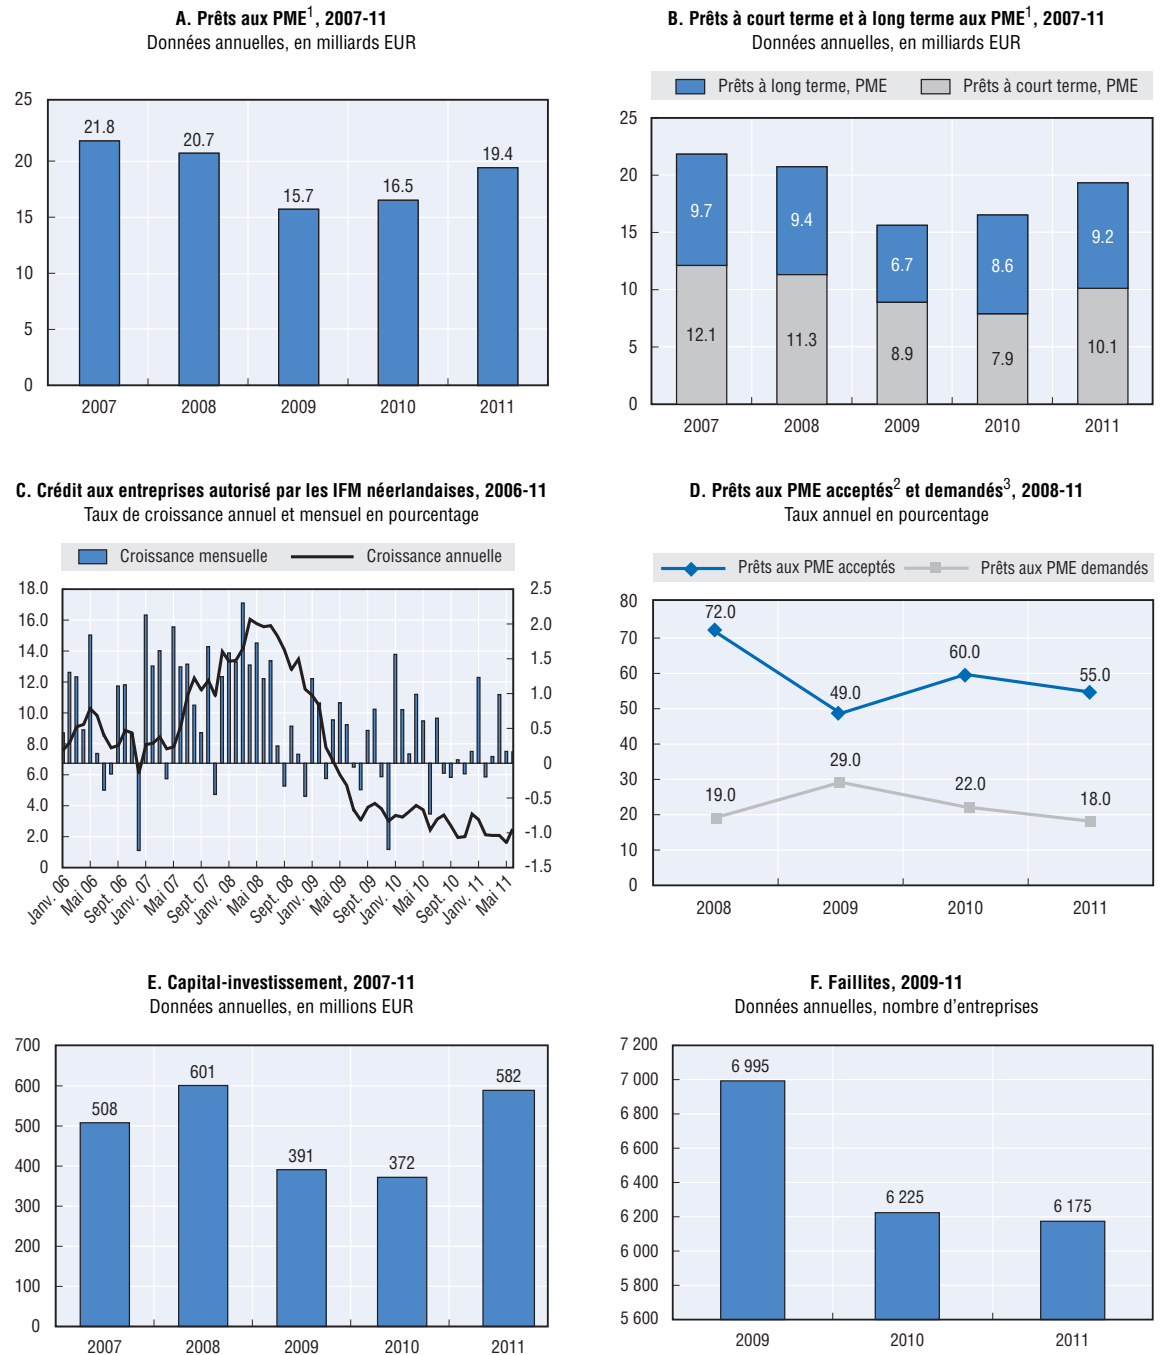 A. Prêts aux PME1, 2007-11
Données annuelles, en milliards EUR
25
20
15
10
5
0
21.8
20.7
15.7
16.5
19.4
2007 2008 2009 2010 2011
B. Prêts à court terme et à long terme aux PME1, 2007-11
Données annuelles, en milliards EUR
Prêts à long terme, PME Prêts à court terme, PME
25
20
15
10
5
0
9.7
9.4
6.7
8.6
9.2
12.1
11.3
8.9
7.9
10.1
2007 2008 2009 2010 2011
C. Crédit aux entreprises autorisé par les IFM néerlandaises, 2006-11
Taux de croissance annuel et mensuel en pourcentage
Croissance mensuelle Croissance annuelle
18.0
16.0
14.0
12.0
10.0
8.0
6.0
4.0
2.0
0
2.5
2.0
1.5
1.0
0.5
0
-0.5
-1.0
-1.5
Janv. 06
Mai 06
Sept. 06
Janv. 07
Mai 07
Sept. 07
Janv. 08
Mai 08
Sept. 08
Janv. 09
Mai 09
Sept. 09
Janv. 10
Mai 10
Sept. 10
Janv. 11
Mai 11
D. Prêts aux PME acceptés2 et demandés3, 2008-11
Taux annuel en pourcentage
Prêts aux PME acceptés Prêts aux PME demandés
80
70
60
50
40
30
20
10
0
72.0
49.0
60.0
55.0
19.0
29.0
22.0
18.0
2008 2009 2010 2011
E. Capital-investissement, 2007-11
Données annuelles, en millions EUR
700
600
500
400
300
200
100
0
508
601
391
372
582
2007 2008 2009 2010 2011
F. Faillites, 2009-11
Données annuelles, nombre d'entreprises
7 200
7 000
6 800
6 600
6 400
6 200
6 000
5 800
5 600
6 995
6 225
6 175
2009 2010 2011